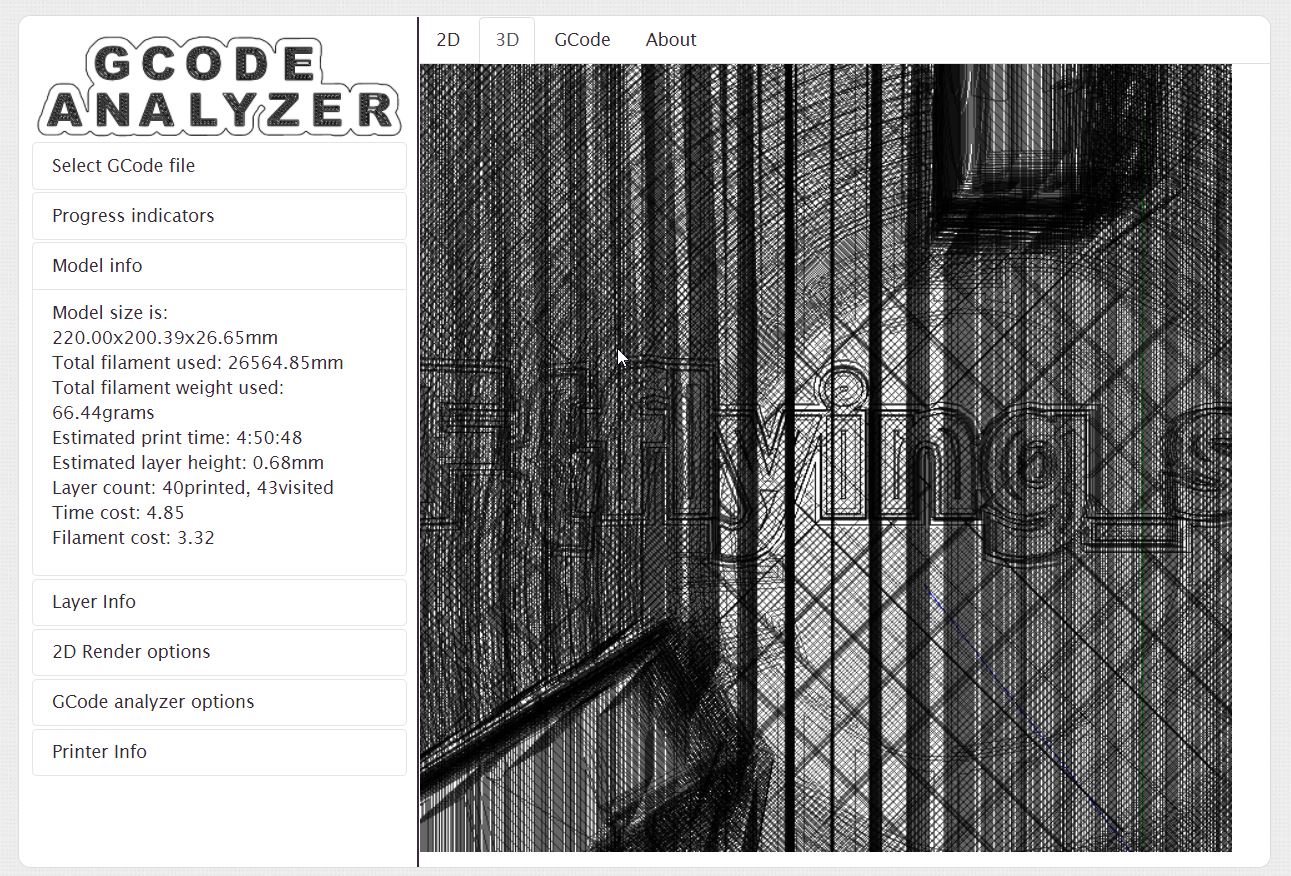 GCODE
ANALYZER
Select GCode file
Progress indicators
Model info
Model size is:
220.00x200.39x26.65mm
Total filament used: 26564.85mm
Total filament weight used:
66.44grams
Estimated print time: 4:50:48
Estimated layer height: 0.68mm
Layer count: 40printed, 43visited
Time cost: 4.85
Filament cost: 3.32
Layer Info
2D Render options
GCode analyzer options
Printer Info
2D 3D GCode About